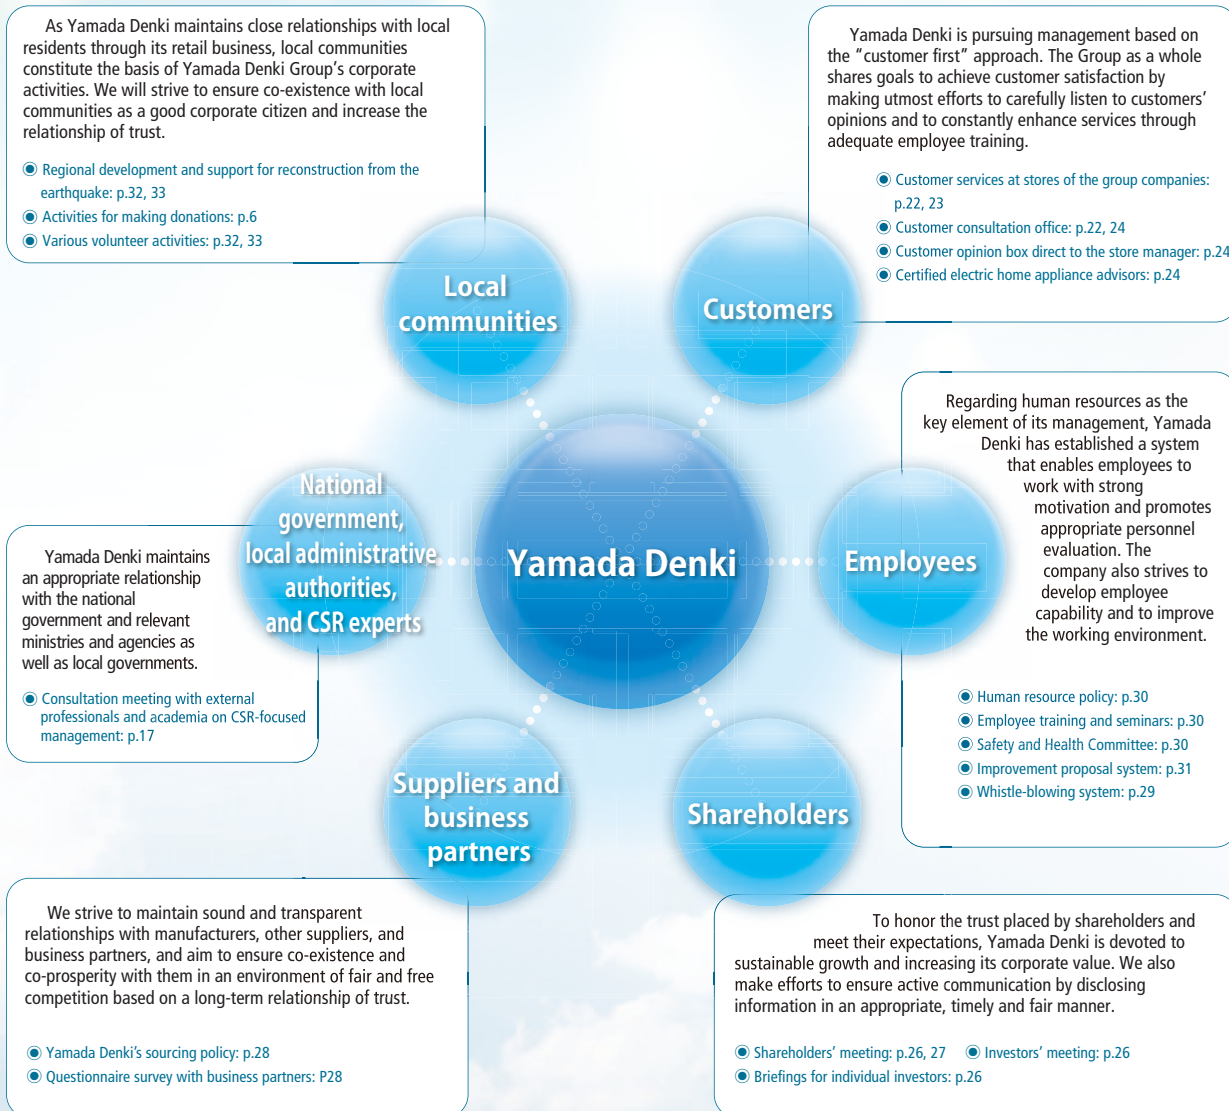 As Yamada Denki maintains close relationships with local
residents through its retail business, local communities
constitute the basis of Yamada Denki Group's corporate
activities. We will strive to ensure co-existence with local
communities as a good corporate citizen and increase the
relationship of trust.
Regional development and support for reconstruction from the
earthquake: p.32, 33
Activities for making donations: p.6
Various volunteer activities: p.32, 33
Yamada Denki is pursuing management based on
the “customer first” approach. The Group as a whole
shares goals to achieve customer satisfaction by
making utmost efforts to carefully listen to customers'
opinions and to constantly enhance services through
adequate employee training.
Customer services at stores of the group companies:
p.22, 23
Customer consultation office: p.22, 24
Customer opinion box direct to the store manager: p.24
Certified electric home appliance advisors: p.24
Local
communities
Customers
Regarding human resources as the
key element of its management, Yamada
Denki has established a system
that enables employees to
work with strong
motivation and promotes
appropriate personnel
evaluation. The
company also strives to
develop employee
capability and to improve
the working environment.
Human resource policy: p.30
Employee training and seminars: p.30
Safety and Health Committee: p.30
Improvement proposal system: p.31
Whistle-blowing system: p.29
National
government,
local administrative
authorities,
and CSR experts
Yamada Denki
Employees
Yamada Denki maintains
an appropriate relationship
with the national
government and relevant
ministries and agencies as
well as local governments.
Consultation meeting with external
professionals and academia on CSR-focused
management: p.17
Suppliers and
business
partners
Shareholders
We strive to maintain sound and transparent
relationships with manufacturers, other suppliers, and
business partners, and aim to ensure co-existence and
co-prosperity with them in an environment of fair and free
competition based on a long-term relationship of trust.
Yamada Denki's sourcing policy: p.28
Questionnaire survey with business partners: P28
To honor the trust placed by shareholders and
meet their expectations, Yamada Denki is devoted to
sustainable growth and increasing its corporate value. We also
make efforts to ensure active communication by disclosing
information in an appropriate, timely and fair manner.
Shareholders' meeting: p.26, 27 Investors' meeting: p.26
Briefings for individual investors: p.26